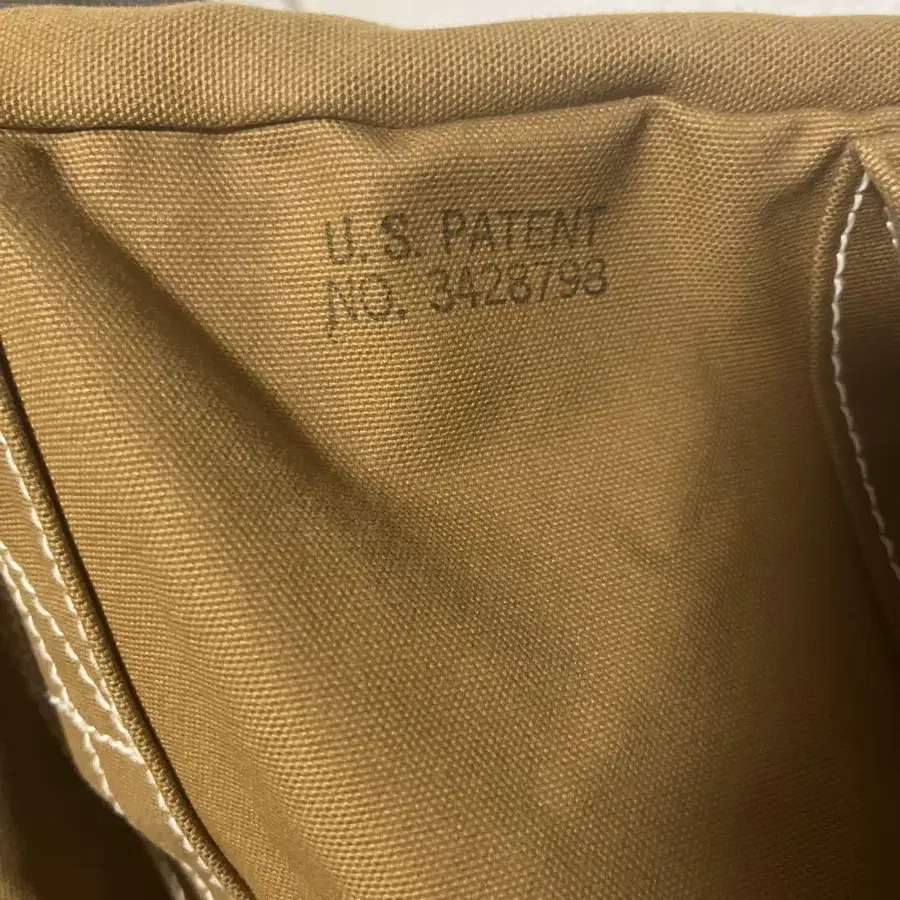 U. S. PATENT
NO. 3428798